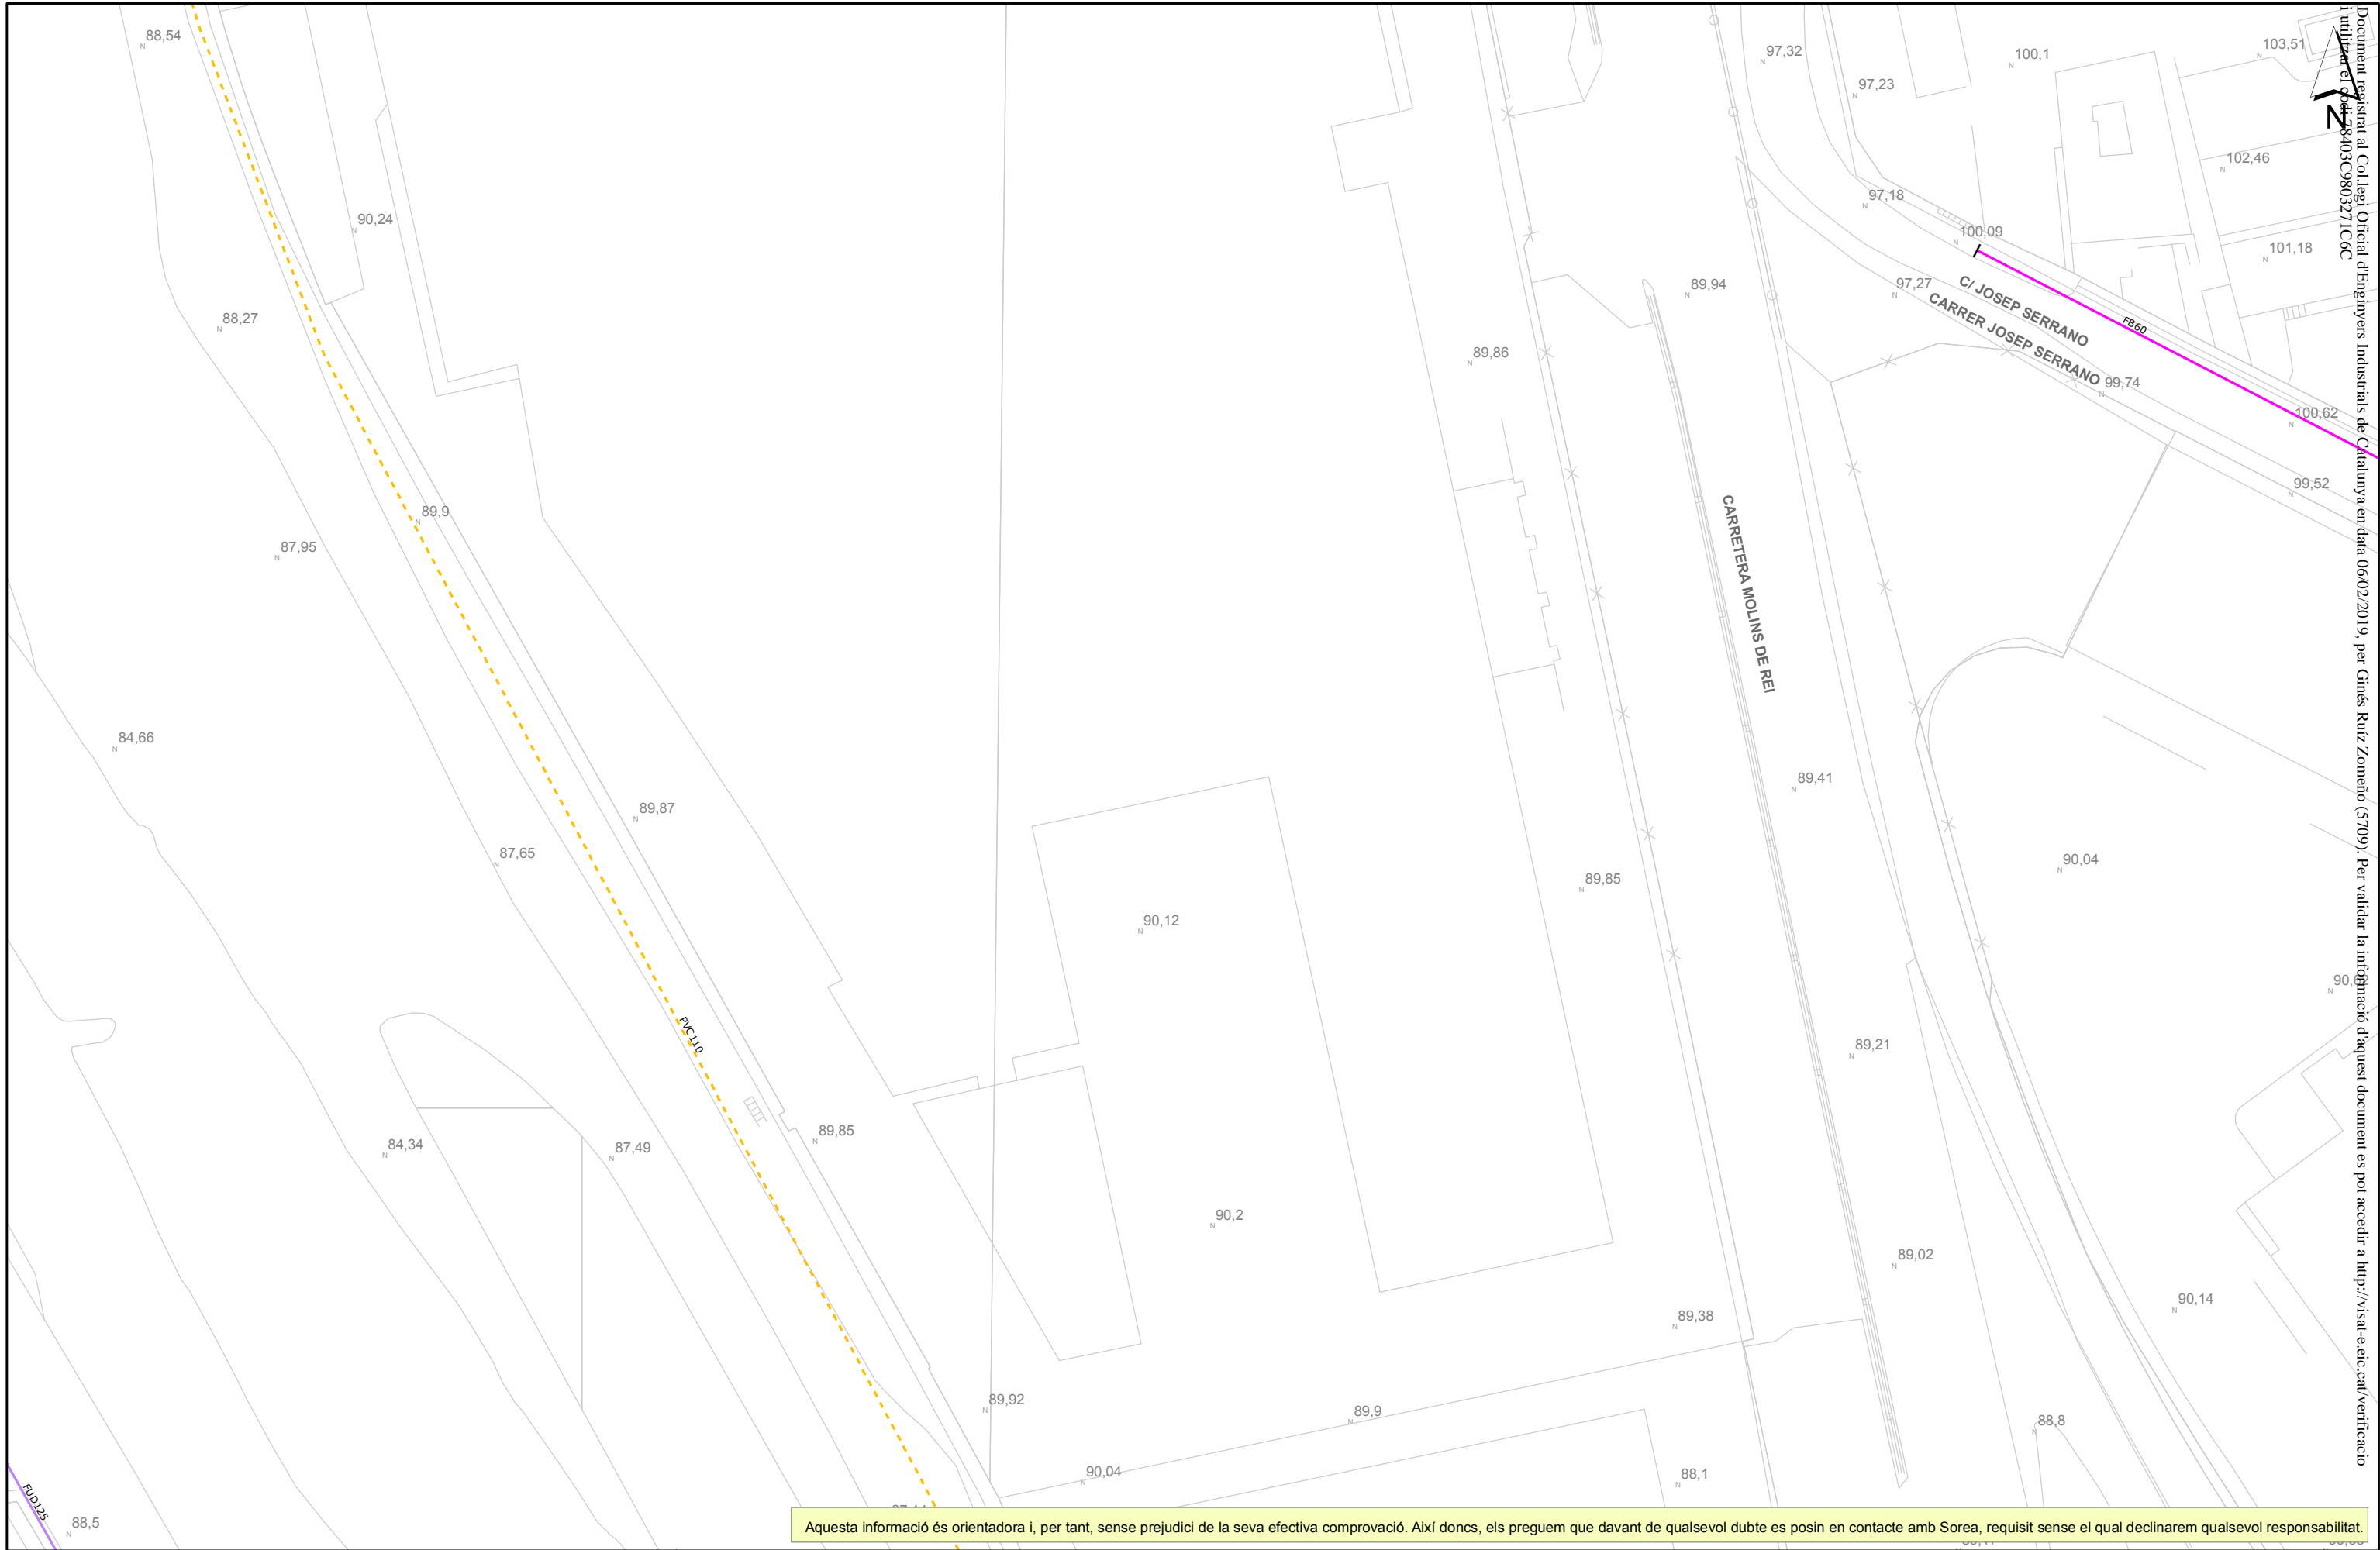 88,54
N
97,32
N
97,23
N
100,1
N
103,51
N
N
102,46
N
90,24
N
97,18
N
100,09
N
101,18
N
88,27
N
89,94
N
97,27
N
C/ JOSEP SERRANO
CARRER JOSEP SERRANO
FB60
89,86
N
99,74
N
100,62
N
89,9
N
99,52
N
87,95
N
CARRETERA MOLINS DE REI
84,66
N
89,41
N
89,87
N
87,65
N
90,04
N
89,85
N
90,12
N
N
PVC110
89,21
N
89,85
N
84,34
N
87,49
N
90,2
N
89,02
N
90,14
N
89,38
N
89,92
N
89,9
N
88,8
N
90,04
N
88,1
N
FUD125
88,5
N
Aquesta informació és orientadora i, per tant, sense prejudici de la seva efectiva comprovació. Així doncs, els preguem que davant de qualsevol dubte es posin en contacte amb Sorea, requisit sense el qual declinarem qualsevol responsabilitat.
Document registrat al Col.legi Oficial d'Enginyers Industrials de Catalunya en data 06/02/2019, per Ginés Ruíz Zomeño (5709). Per validar la informació d'aquest document es pot accedir a http://visat-e.eic.cat/verificacio
i utilitzar el codi 78403C9803271C6C